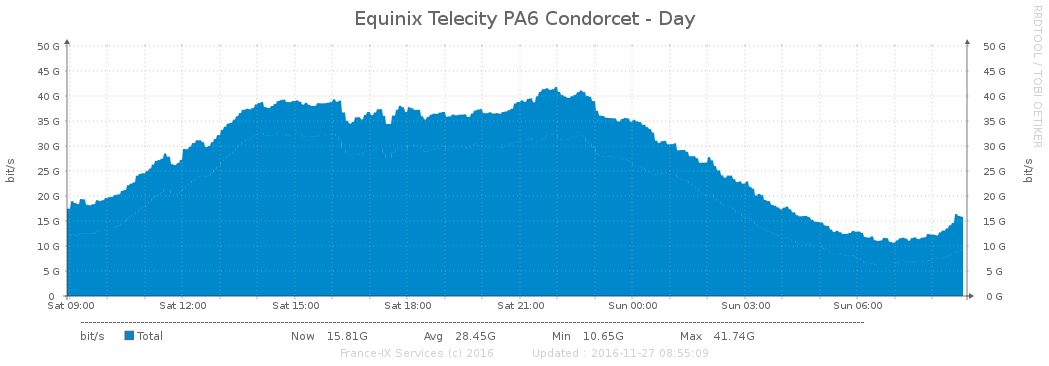 Equinix Telecity PA6 Condorcet - Day
RRDTOOL / TOBI OETIKER
50 G 50 G
45 G 45 G
40 G 40 G
35 G 35 G
30 G 30 G
25 G 25 G
20 G 20 G
15 G 15 G
10 G 10 G
5 G 5 G
0 0 G
bit/s bit/s
Sat 09:00 Sat 12:00 Sat 15:00 Sat 18:00 Sat 21:00 Sun 00:00 Sun 03:00 Sun 06:00
bit/s Total Now 15.81G Avg 28.45G Min 10.65G Max 41.74G
France-IX Services (c) 2016 Updated : 2016-11-27 08:55:09